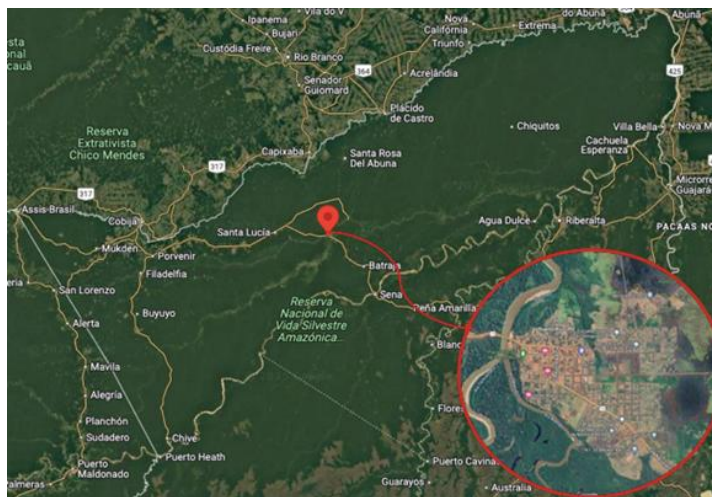 Ipanema
Vila do V
Bujari
Custódia Freire
Rio Branco
Senador
Guiomard
Nova
California
Triunfo
Extrema
do Abunã
Abunã
364
425
Acrelândia
Plácido
de Castro
Chiquitos
Villa Bella
Nova M
Cachuela
Esperanza
Reserva
Extrativista
Chico Mendes
317
Capixaba
Santa Rosa
Del Abuna
Microrre
Guajará
317
Assis Brasil
Cobija
Santa Lucía
Agua Dulce
Riberalta
PACAAS NO
Mukden
Porvenir
Filadelfia
Batraja
San Lorenzo
Sena
Peña Amarilla
Reserva
Nacional de
Vida Silvestre
Amazónica...
Buyuyo
Alerta
Blanc
Mavila
Alegria
Florer
Planchón
Sudadero
Chive
Puerto Heath
Puerto
Maldonado
Palmeras
Puerto Cavina
Guarayos